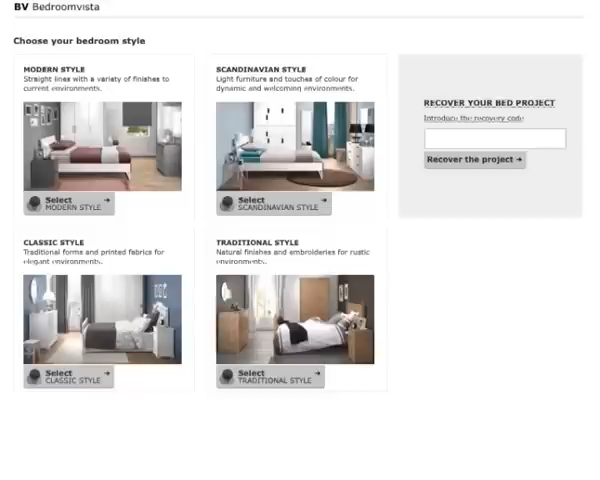 BV Bedroomvista
Choose your bedroom style
MODERN STYLE
Straight lines with a variety of finishes to
current environments.
Select
MODERN STYLE
SCANDINAVIAN STYLE
Light furniture and touches of colour for
dynamic and welcoming environments.
Select
SCANDINAVIAN STYLE
RECOVER YOUR BED PROJECT
Introduce the recovery code
Recover the project
CLASSIC STYLE
Traditional forms and printed fabrics for
elegant environments.
Select
CLASSIC STYLE
TRADITIONAL STYLE
Natural finishes and embroideries for rustic
environments.
Select
TRADITIONAL STYLE